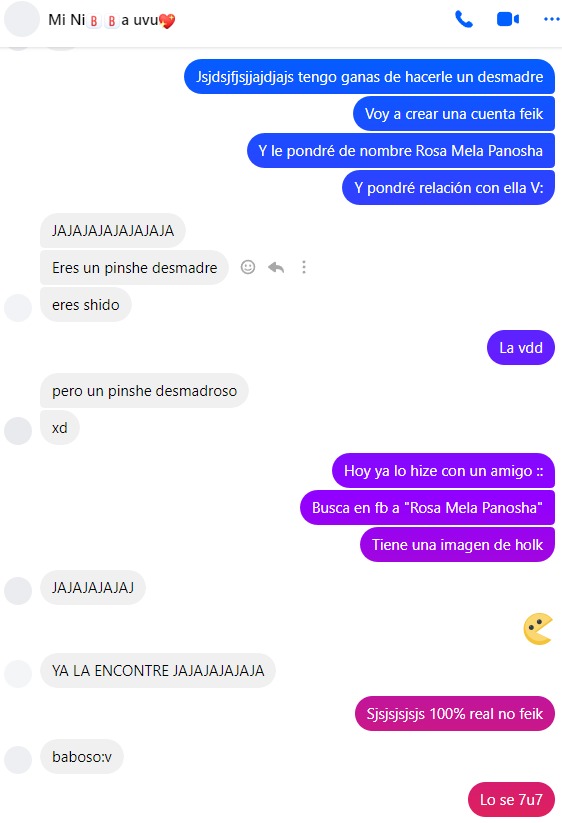 Mi Ni🅱️🅱️a uvu💖
Jsjdsjfjsjjajdjajs tengo ganas de hacerle un desmadre
Voy a crear una cuenta feik
Y le pondré de nombre Rosa Mela Panosha
Y pondré relación con ella V:
JAJAJAJAJAJAJAJA
Eres un pinshe desmadre
eres shido
La vdd
pero un pinshe desmadroso
xd
Hoy ya lo hize con un amigo ::
Busca en fb a "Rosa Mela Panosha"
Tiene una imagen de holk
JAJAJAJAJAJ
YA LA ENCONTRE JAJAJAJAJAJA
Sjsjsjsjsjs 100% real no feik
baboso:v
Lo se 7u7